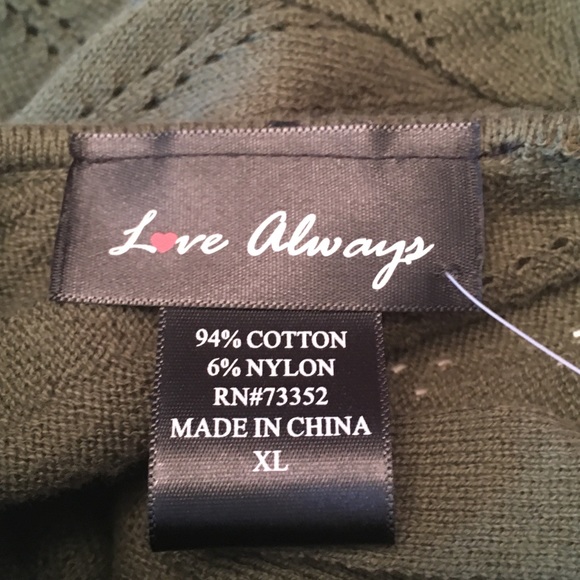 Love Always
94% COTTON
6% NYLON
RN#73352
MADE IN CHINA
XL